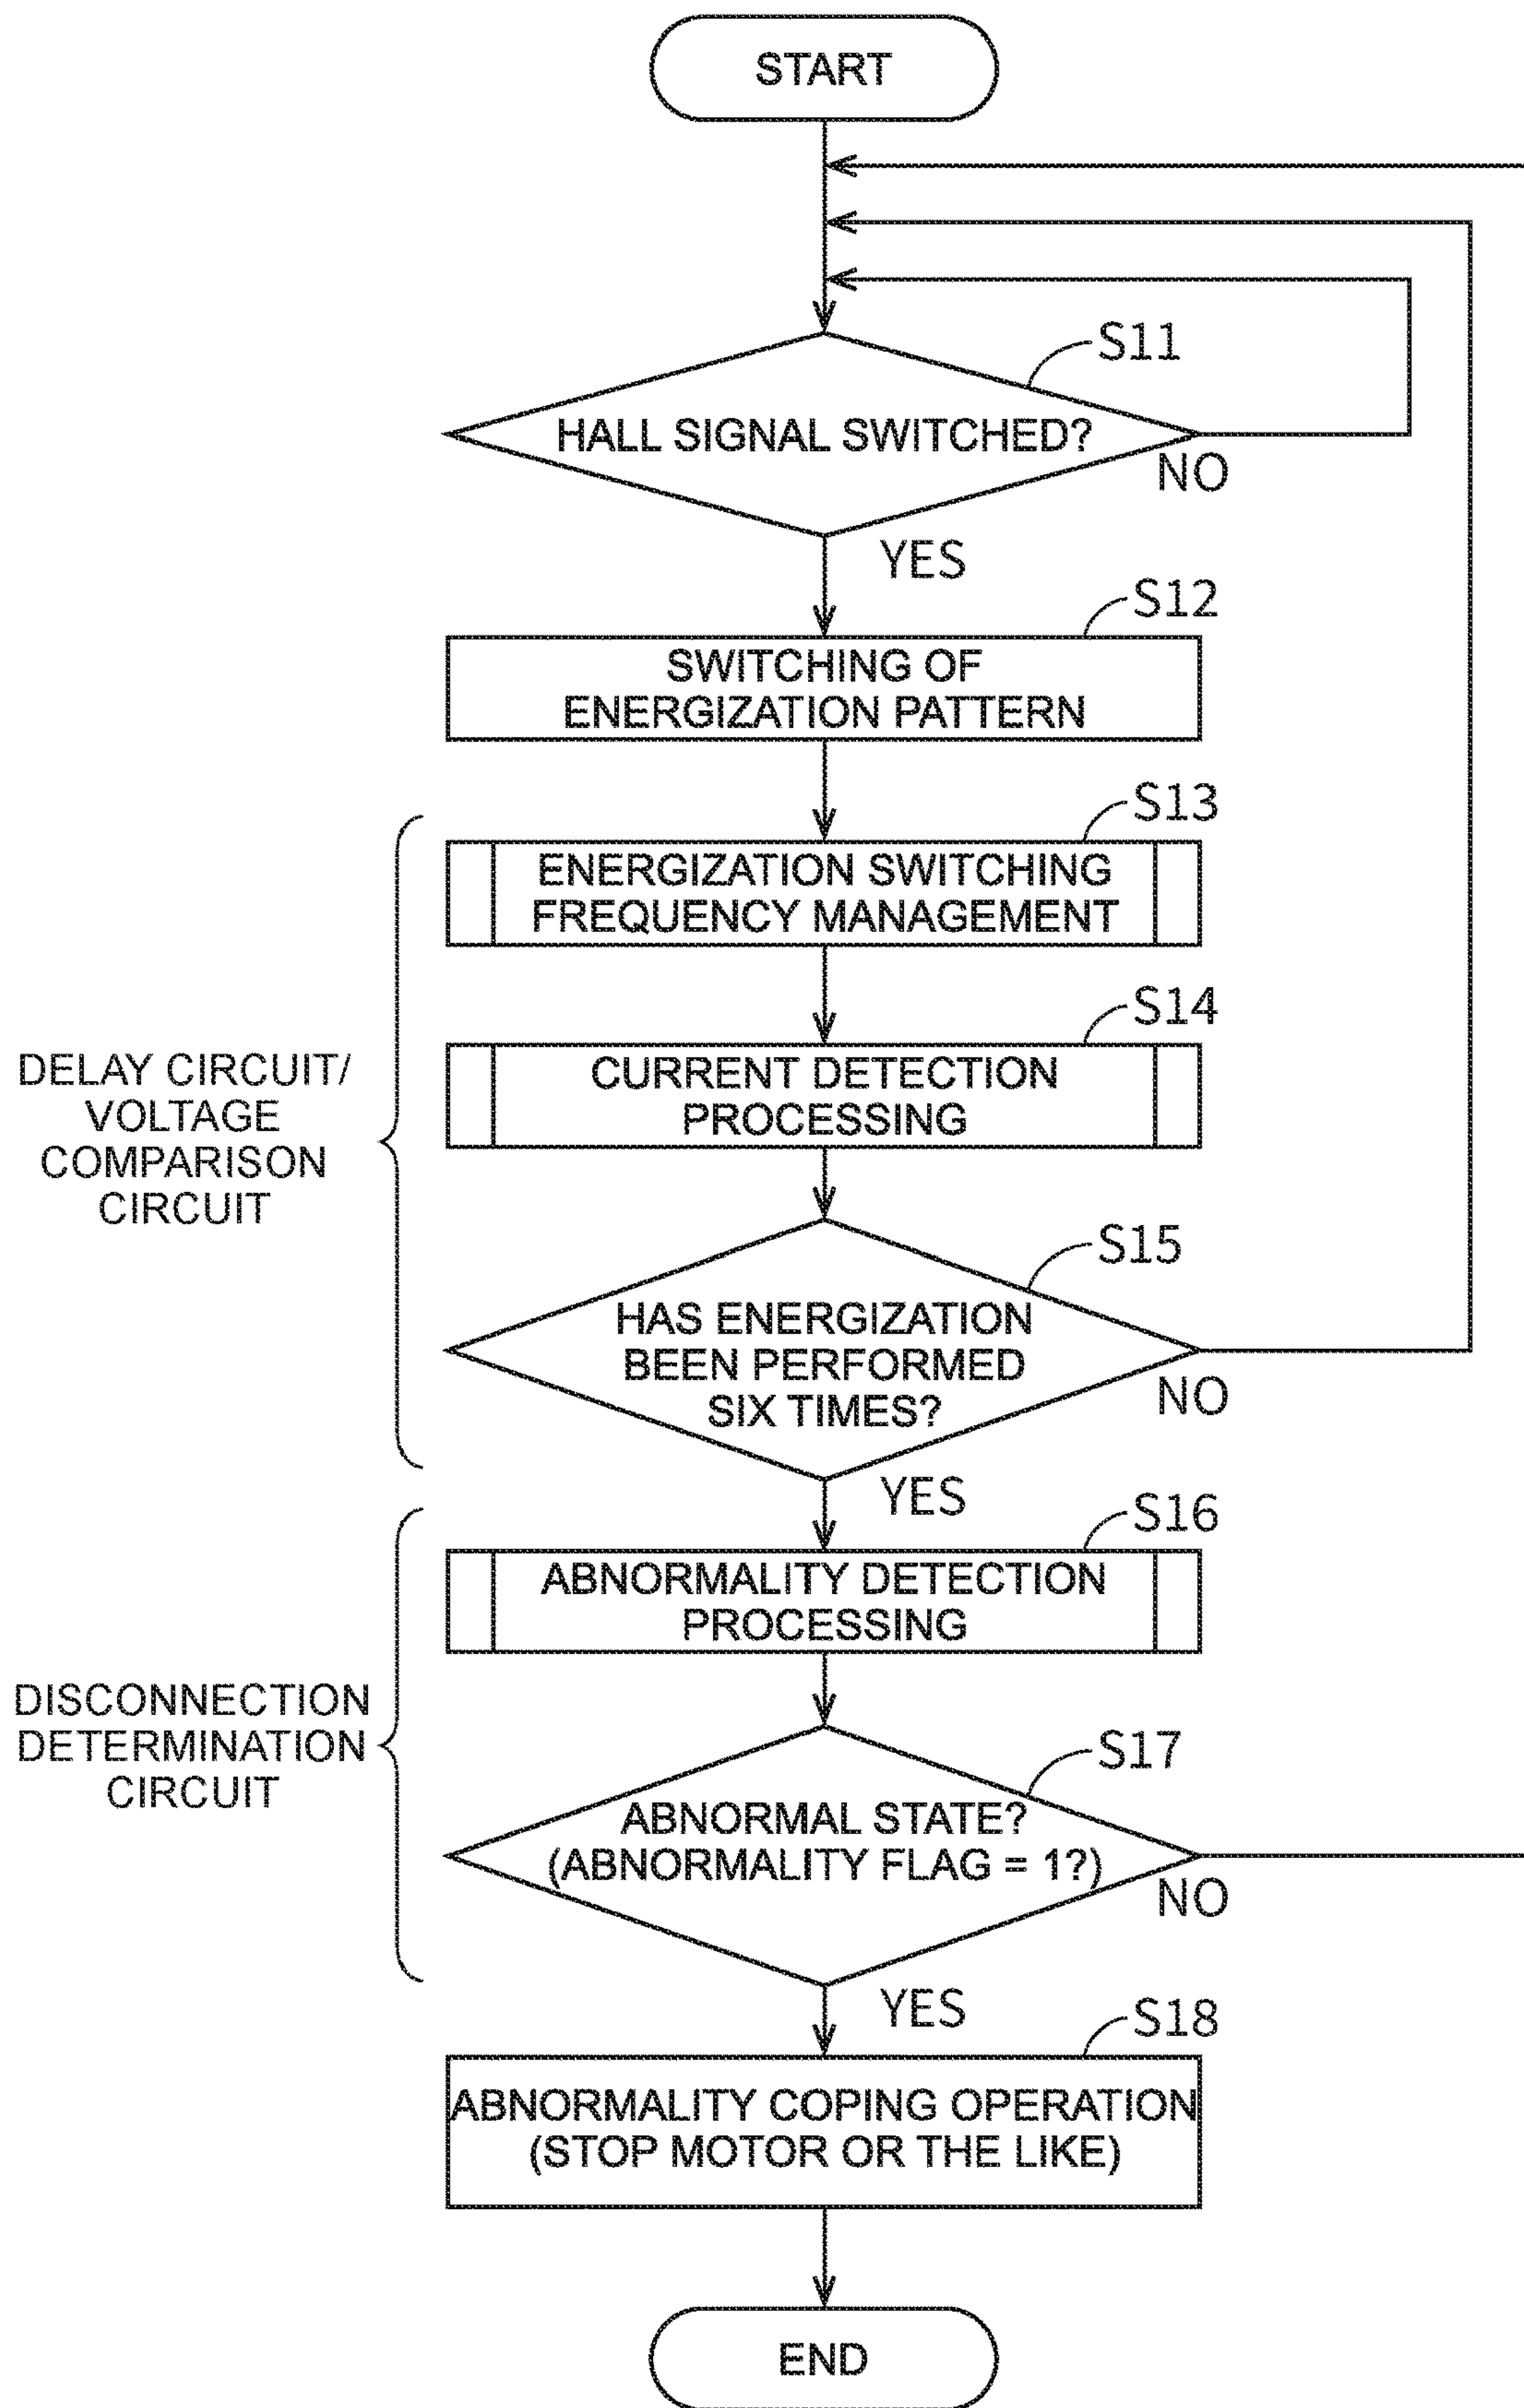 START
S11
HALL SIGNAL SWITCHED?
NO
YES
S12
SWITCHING OF
ENERGIZATION PATTERN
S13
ENERGIZATION SWITCHING
FREQUENCY MANAGEMENT
S14
CURRENT DETECTION
PROCESSING
DELAY CIRCUIT/
VOLTAGE
COMPARISON
CIRCUIT
S15
HAS ENERGIZATION
BEEN PERFORMED
SIX TIMES?
NO
YES
S16
ABNORMALITY DETECTION
PROCESSING
DISCONNECTION
DETERMINATION
CIRCUIT
S17
ABNORMAL STATE?
(ABNORMALITY FLAG = 1?)
NO
YES
S18
ABNORMALITY COPING OPERATION
(STOP MOTOR OR THE LIKE)
END